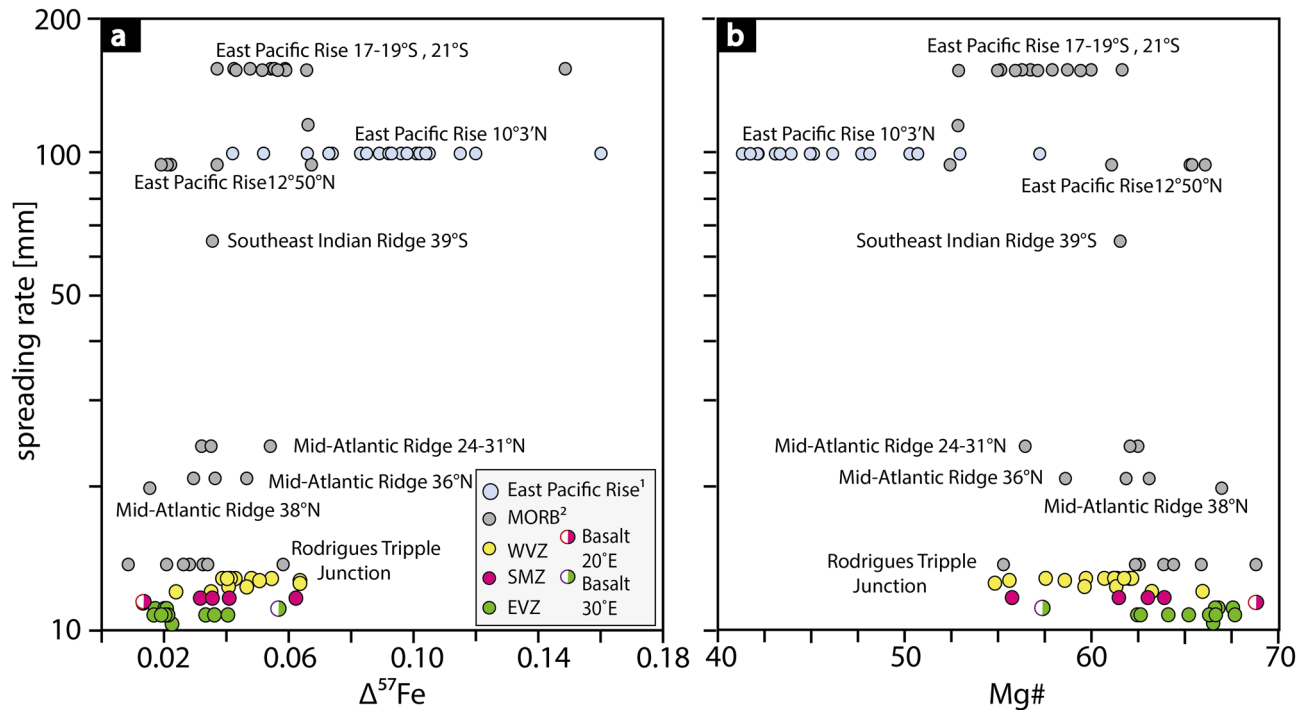 a
b
200
100
50
10
spreading rate [mm]
East Pacific Rise 17-19°S , 21°S
East Pacific Rise 10°3′N
East Pacific Rise12°50°N
Southeast Indian Ridge 39°S
Mid-Atlantic Ridge 24-31°N
Mid-Atlantic Ridge 36°N
Mid-Atlantic Ridge 38°N
Rodrigues Tripple
Junction
East Pacific Rise¹
MORB²
WVZ
SMZ
EVZ
Basalt
20°E
Basalt
30°E
0.02 0.06 0.10 0.14 0.18
Δ⁵⁷Fe
East Pacific Rise 17-19°S , 21°S
East Pacific Rise 10°3′N
East Pacific Rise12°50°N
Southeast Indian Ridge 39°S
Mid-Atlantic Ridge 24-31°N
Mid-Atlantic Ridge 36°N
Mid-Atlantic Ridge 38°N
Rodrigues Tripple
Junction
40 50 60 70
Mg#